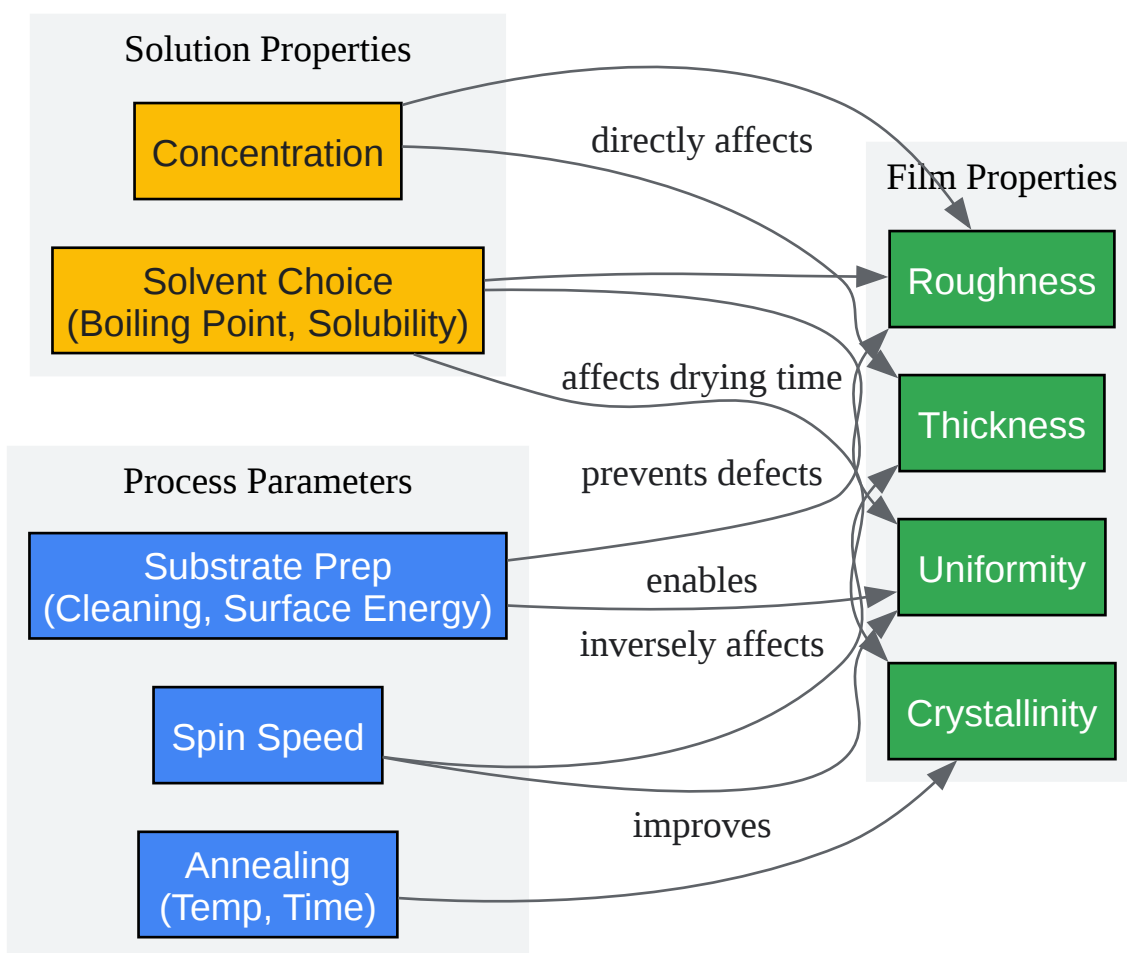 Solution Properties
Concentration
Solvent Choice
(Boiling Point, Solubility)
Process Parameters
Substrate Prep
(Cleaning, Surface Energy)
Spin Speed
Annealing
(Temp, Time)
directly affects
affects drying time
prevents defects
enables
inversely affects
improves
Film Properties
Roughness
Thickness
Uniformity
Crystallinity